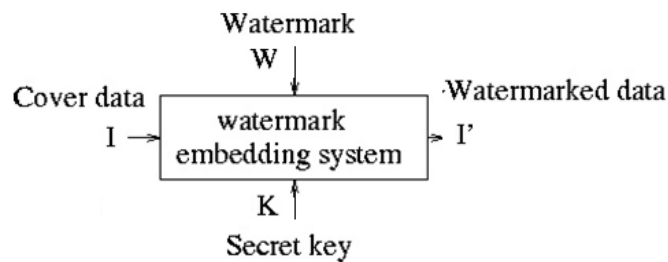 Watermark
W
Cover data
Watermarked data
I
watermark
embedding system
I'
K
Secret key